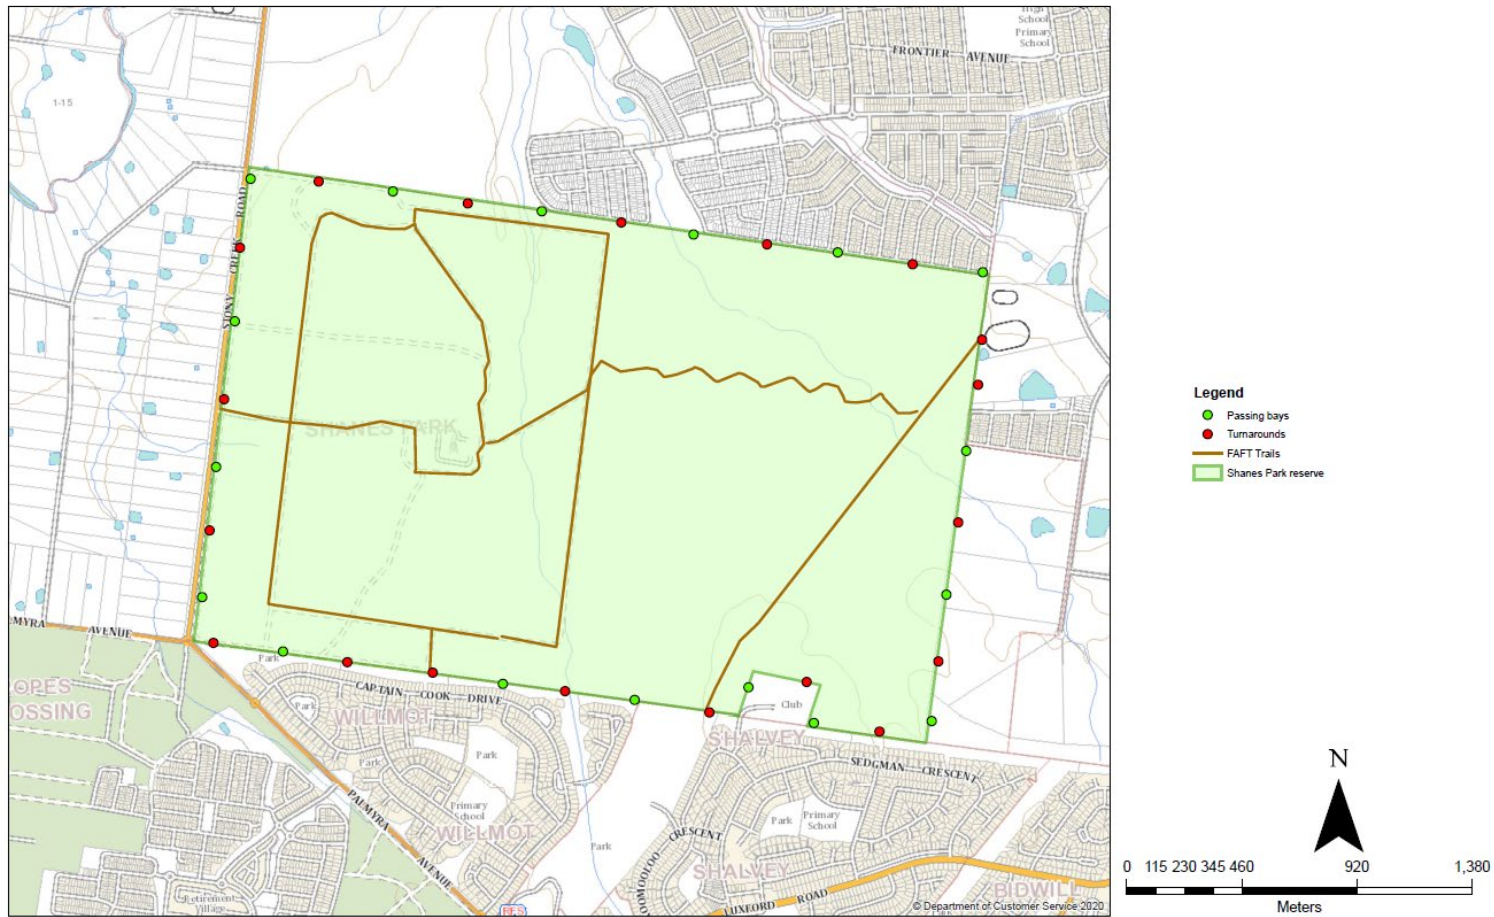 High
School
Primary
School
FRONTIER AVENUE
1-15
STONY CREEK ROAD
SHANES PARK
AVENUE
Park
CAPTAIN COOK DRIVE
Park
WILLMOT
Park
Park
Club
SHALVEY
SEDGMAN CRESCENT
PALMYRA AVENUE
Primary
School
WILLMOT
Park
Park
Primary
School
CRESCENT
SHALVEY
LUXFORD ROAD
BIDWILL
Retirement
Village
RFS
© Department of Customer Service 2020
Legend
Passing bays
Turnarounds
FAFT Trails
Shanes Park reserve
N
0 115 230 345 460 920 1,380
Meters